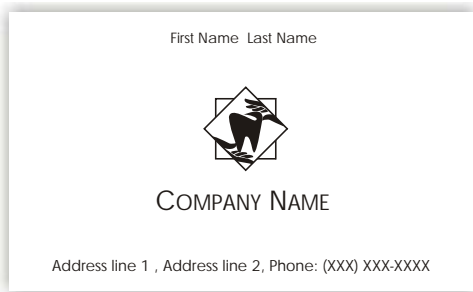 First Name Last Name
COMPANY NAME
Address line 1 , Address line 2, Phone: (XXX) XXX-XXXX